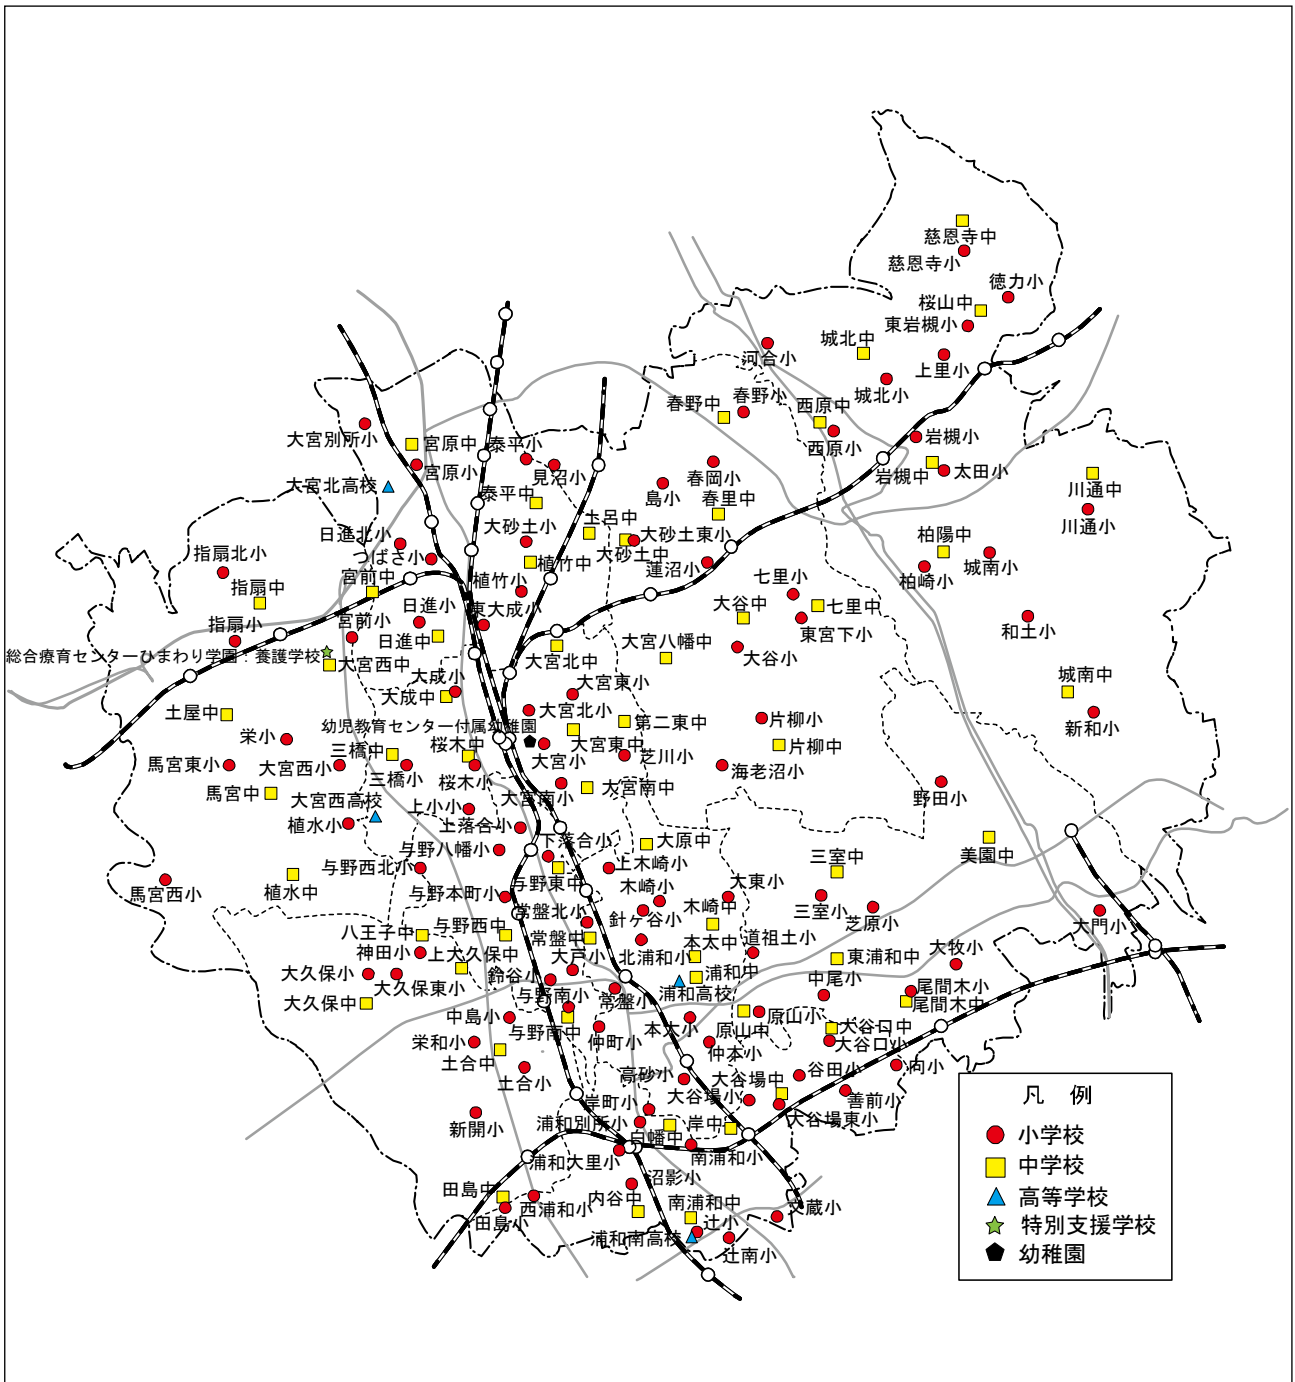 慈恩寺中
慈恩寺小
徳力小
桜山中
東岩槻小
城北中
河合小
上里小
城北小
春野中
春野小
西原中
西原小
岩槻小
大宮別所小
宮原中
泰平小
宮原小
見沼小
春岡小
岩槻中
太田小
大宮北高校
泰平中
島小
春里中
川通中
川通小
日進北小
大砂土小
土呂中
大砂土東小
大砂土中
柏陽中
指扇北小
つばさ小
植竹中
蓮沼小
城南小
柏崎小
指扇中
宮前中
植竹小
七里小
日進小
東大成小
大谷中
七里中
指扇小
宮前小
日進中
東宮下小
和土小
大宮八幡中
総合療育センターひまわり学園：養護学校
大宮西中
大宮北中
大谷小
大成小
大宮東小
城南中
大成中
土屋中
大宮北小
第二東中
片柳小
新和小
幼児教育センター付属幼稚園
栄小
三橋中
桜木中
大宮東中
片柳中
大宮小
芝川小
馬宮東小
大宮西小
三橋小
桜木小
海老沼小
馬宮中
大宮西高校
大宮南小
大宮南中
野田小
上小小
植水小
上落合小
下落合小
大原中
美園中
与野八幡小
三室中
与野西北小
上木崎小
馬宮西小
植水中
与野東中
木崎小
与野本町小
大東小
常盤北小
針ヶ谷小
木崎中
三室小
芝原小
大門小
八王子中
与野西中
常盤中
神田小
上大久保中
大戸小
北浦和小
本太中
道祖土小
東浦和中
大牧小
大久保小
大久保東小
鈴谷小
浦和中
与野南小
常盤小
浦和高校
中尾小
尾間木小
大久保中
尾間木中
中島小
与野南中
本太小
原山中
原山小
大谷口中
栄和小
仲町小
仲本小
大谷口小
土合中
土合小
高砂小
大谷場中
谷田小
向小
岸町小
大谷場小
善前小
新開小
浦和別所小
白幡中
岸中
大谷場東小
浦和大里小
南浦和小
沼影小
田島中
内谷中
南浦和中
西浦和小
田島小
辻小
文蔵小
浦和南高校
辻南小
凡 例
小学校
中学校
高等学校
特別支援学校
幼稚園